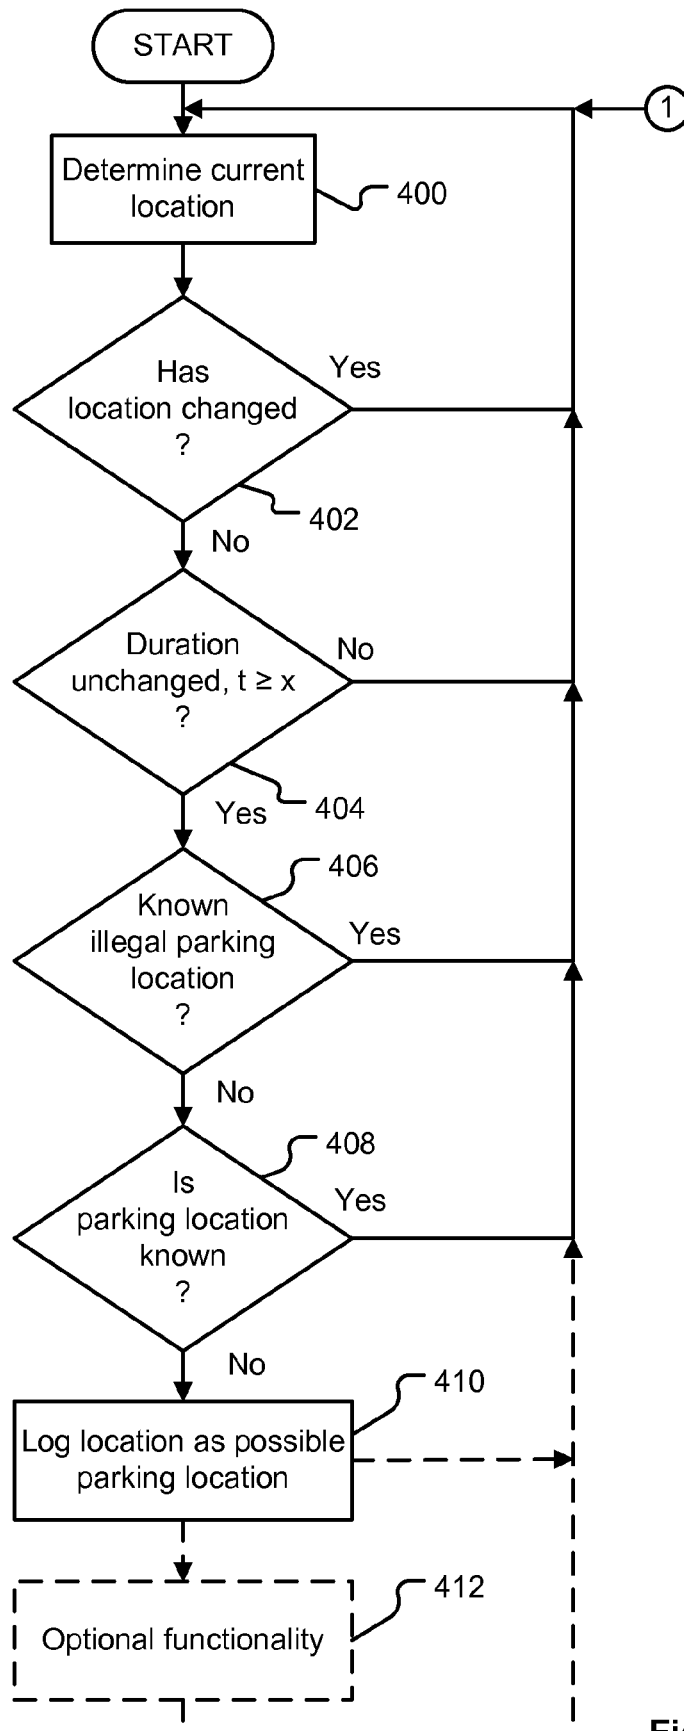 START
1
Determine current
location
400
Has
location changed
?
Yes
402
No
Duration
unchanged, t ≥ x
?
No
404
Yes
406
Known
illegal parking
location
?
Yes
No
408
Is
parking location
known
?
Yes
No
410
Log location as possible
parking location
412
Optional functionality